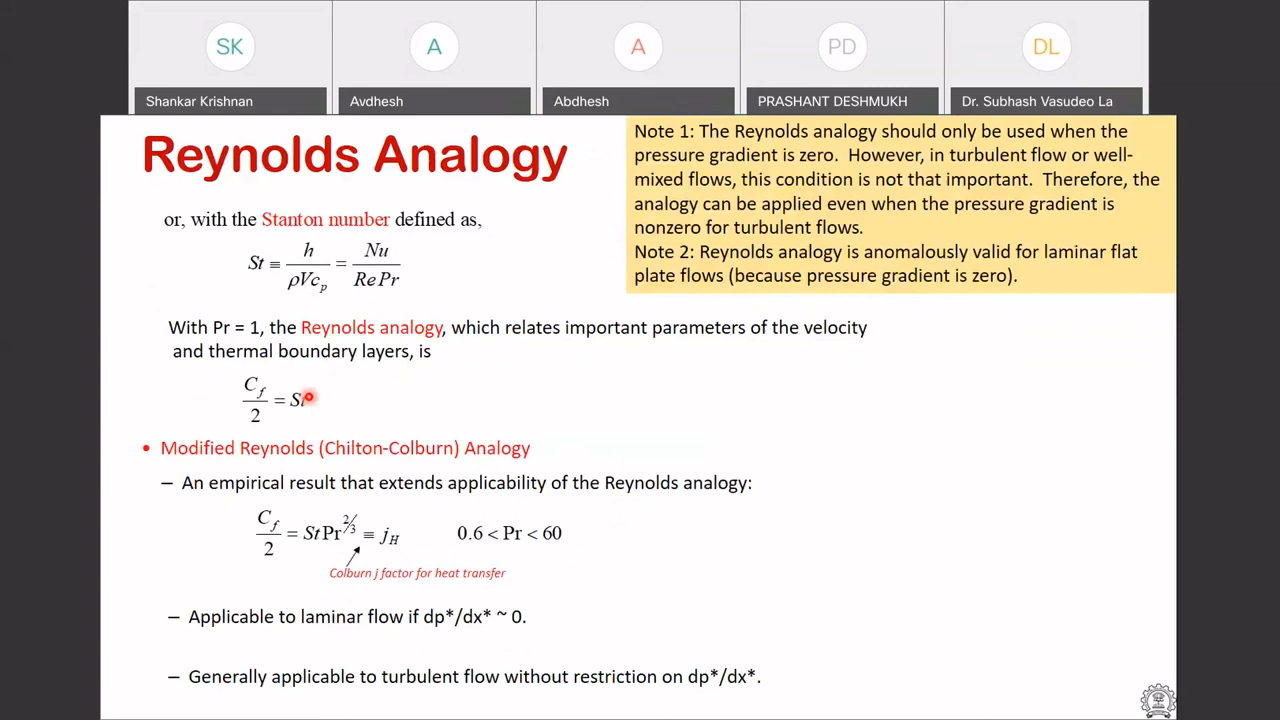 SK
A
A
PD
DL
Shankar Krishnan
Avdhesh
Abdhesh
PRASHANT DESHMUKH
Dr. Subhash Vasudeo La
Reynolds Analogy
or, with the Stanton number defined as,
St ≡ h / ρVc_p = Nu / Re Pr
Note 1: The Reynolds analogy should only be used when the
pressure gradient is zero. However, in turbulent flow or well-
mixed flows, this condition is not that important. Therefore, the
analogy can be applied even when the pressure gradient is
nonzero for turbulent flows.
Note 2: Reynolds analogy is anomalously valid for laminar flat
plate flows (because pressure gradient is zero).
With Pr = 1, the Reynolds analogy, which relates important parameters of the velocity
and thermal boundary layers, is
C_f / 2 = St
• Modified Reynolds (Chilton-Colburn) Analogy
– An empirical result that extends applicability of the Reynolds analogy:
C_f / 2 = St Pr^2/3 ≡ j_H 0.6 < Pr < 60
Colburn j factor for heat transfer
– Applicable to laminar flow if dp*/dx* ~ 0.
– Generally applicable to turbulent flow without restriction on dp*/dx*.